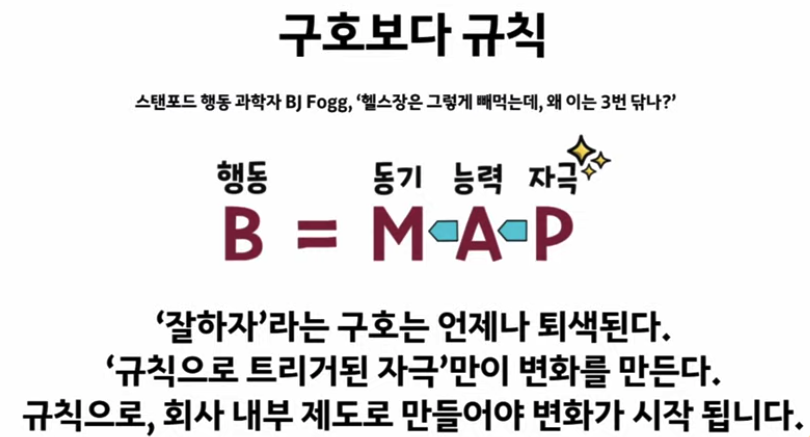 구호보다 규칙
스탠포드 행동 과학자 BJ Fogg, ‘헬스장은 그렇게 빼먹는데, 왜 이는 3번 닦나?’
행동 동기 능력 자극
B = M A P
‘잘하자’라는 구호는 언제나 퇴색된다.
‘규칙으로 트리거된 자극’만이 변화를 만든다.
규칙으로, 회사 내부 제도로 만들어야 변화가 시작 됩니다.